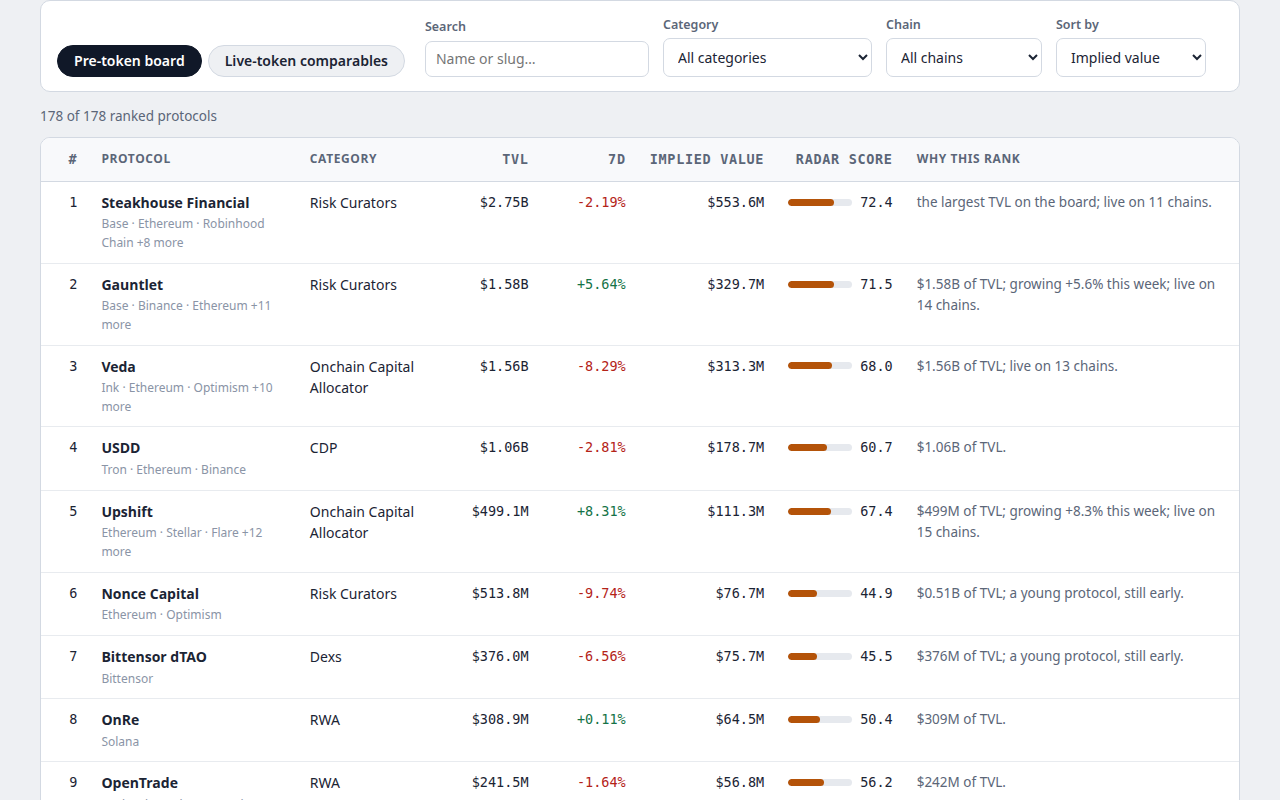 Search
Category
Chain
Sort by
Pre-token board
Live-token comparables
Name or slug...
All categories
All chains
Implied value
178 of 178 ranked protocols
# PROTOCOL CATEGORY TVL 7D IMPLIED VALUE RADAR SCORE WHY THIS RANK
1 Steakhouse Financial Risk Curators $2.75B -2.19% $553.6M 72.4 the largest TVL on the board; live on 11 chains.
Base · Ethereum · Robinhood
Chain +8 more
2 Gauntlet Risk Curators $1.58B +5.64% $329.7M 71.5 $1.58B of TVL; growing +5.6% this week; live on
Base · Binance · Ethereum +11 14 chains.
more
3 Veda Onchain Capital $1.56B -8.29% $313.3M 68.0 $1.56B of TVL; live on 13 chains.
Ink · Ethereum · Optimism +10 Allocator
more
4 USDD CDP $1.06B -2.81% $178.7M 60.7 $1.06B of TVL.
Tron · Ethereum · Binance
5 Upshift Onchain Capital $499.1M +8.31% $111.3M 67.4 $499M of TVL; growing +8.3% this week; live on
Ethereum · Stellar · Flare +12 Allocator 15 chains.
more
6 Nonce Capital Risk Curators $513.8M -9.74% $76.7M 44.9 $0.51B of TVL; a young protocol, still early.
Ethereum · Optimism
7 Bittensor dTAO Dexs $376.0M -6.56% $75.7M 45.5 $376M of TVL; a young protocol, still early.
Bittensor
8 OnRe RWA $308.9M +0.11% $64.5M 50.4 $309M of TVL.
Solana
9 OpenTrade RWA $241.5M -1.64% $56.8M 56.2 $242M of TVL.